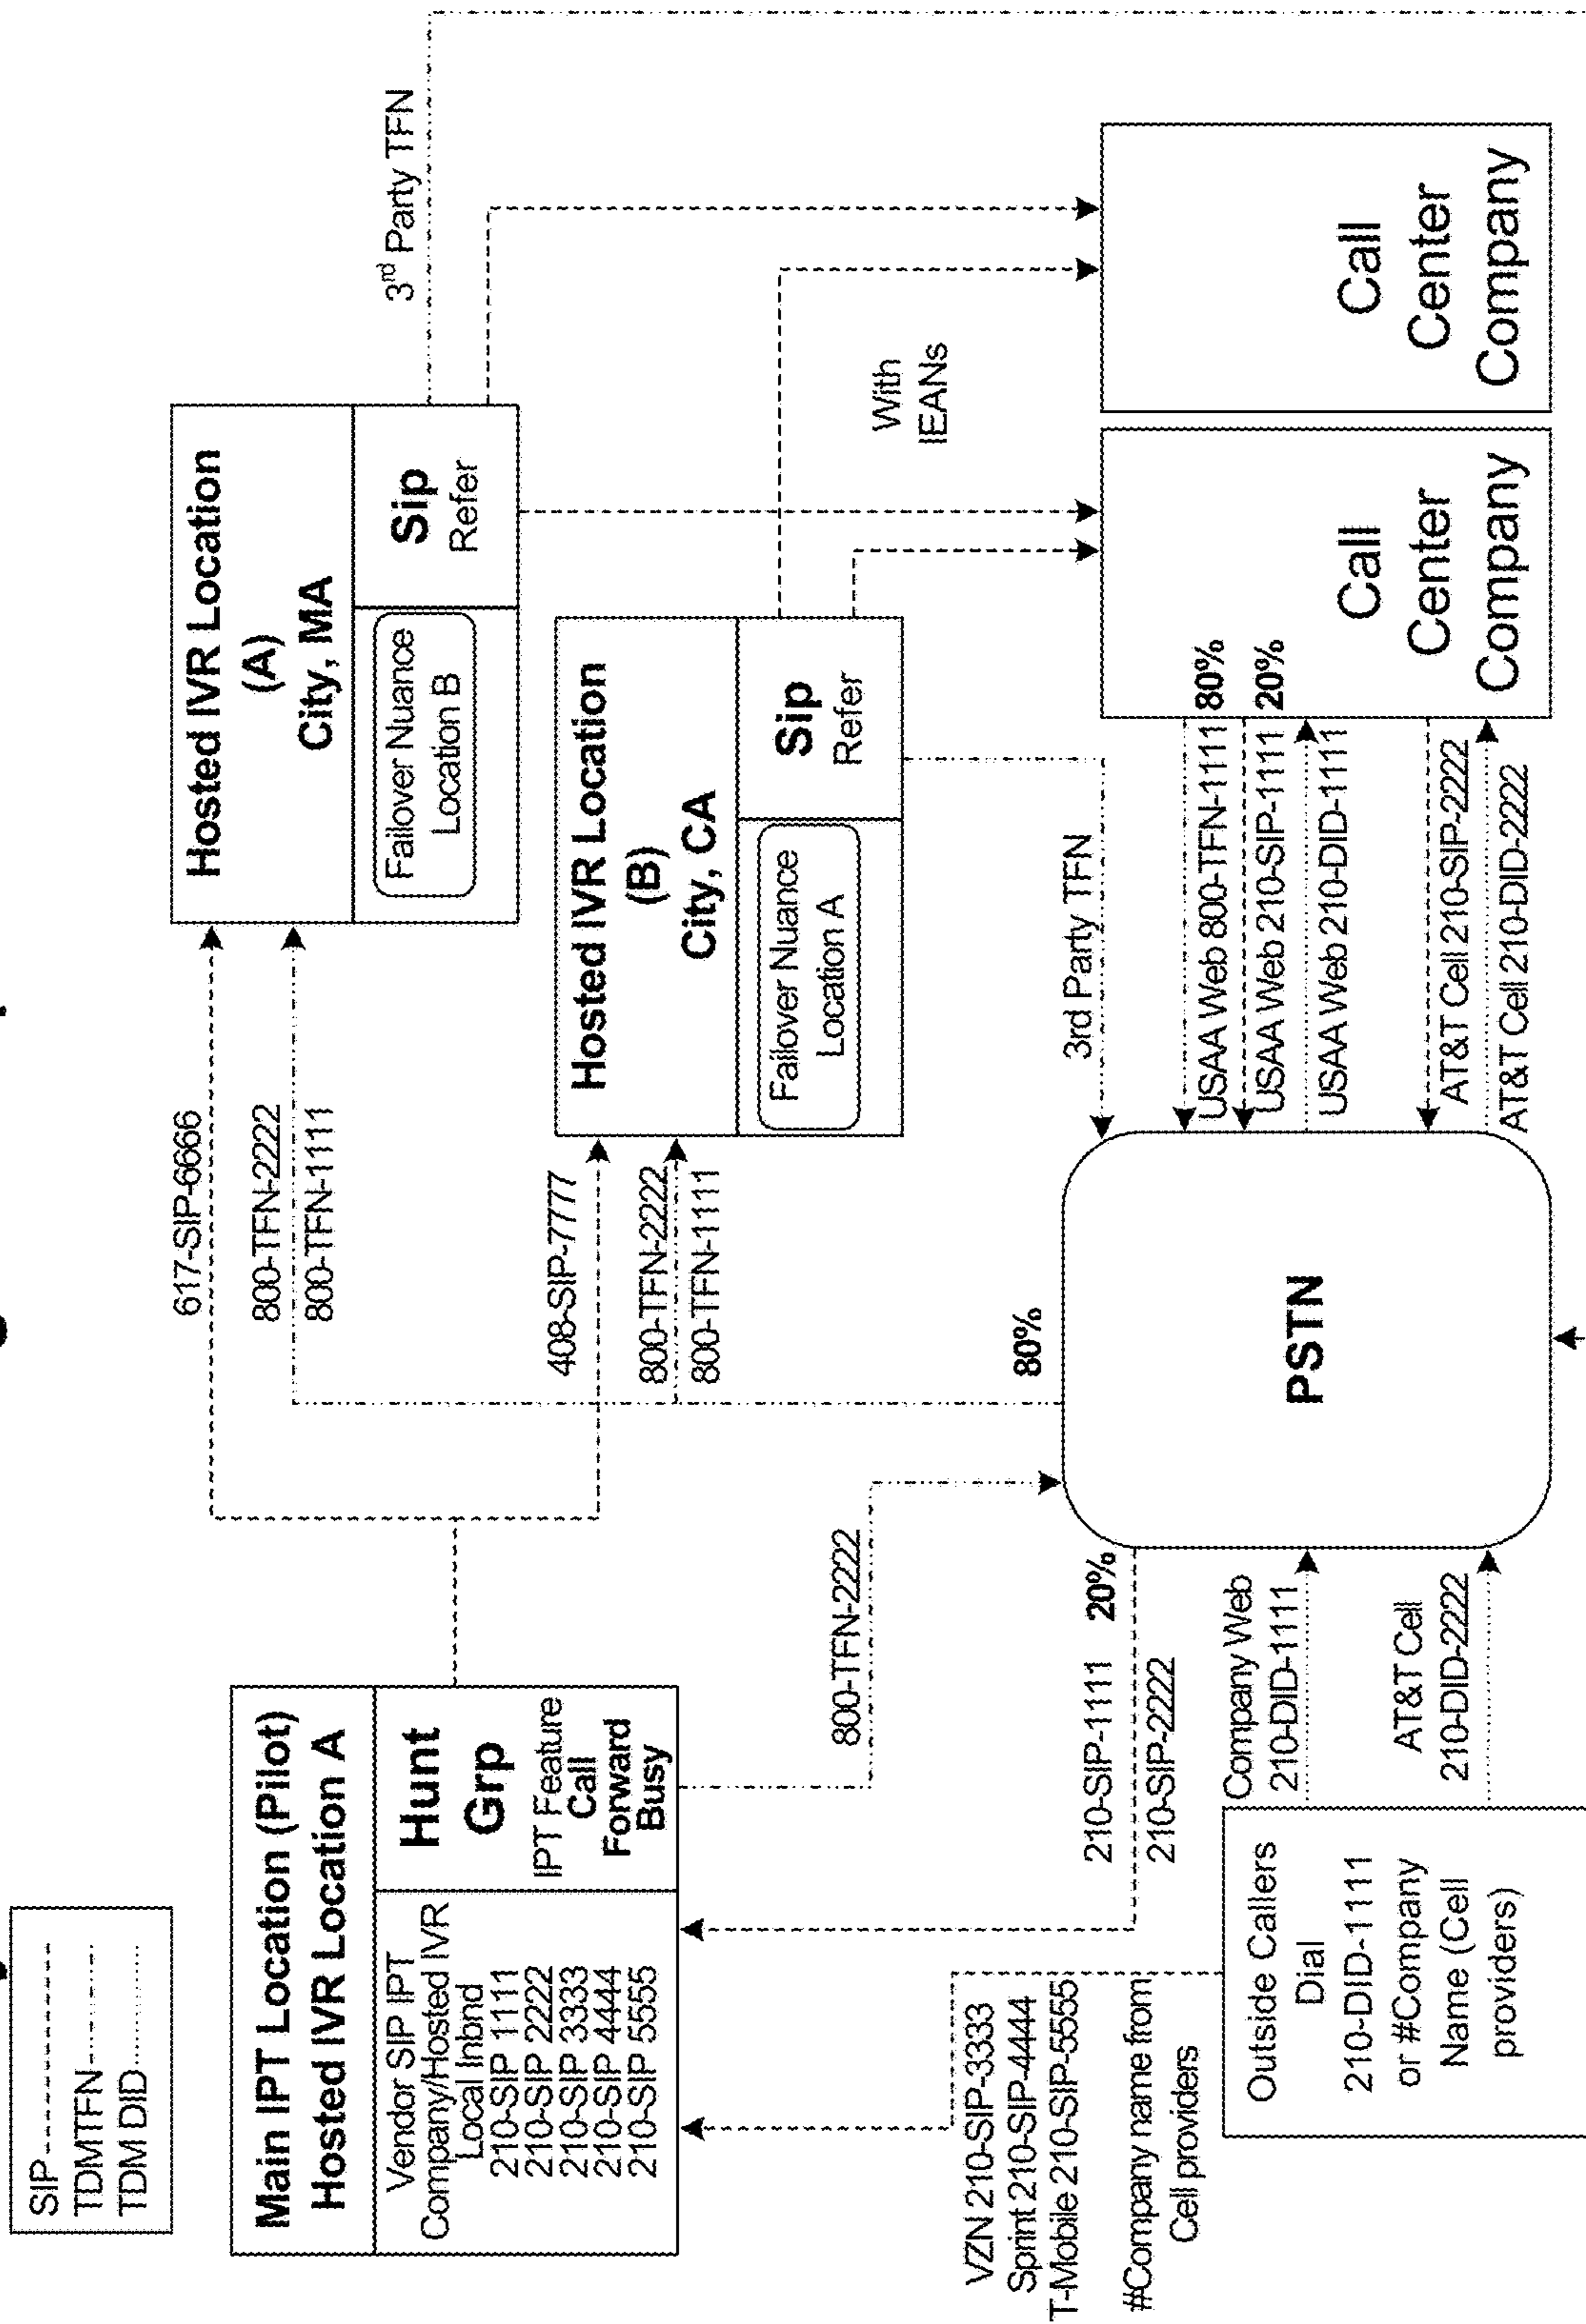 SIP
TDMTFN
TDM DID
Main IPT Location (Pilot)
Hosted IVR Location A
Vendor SIP IPT
Company/Hosted IVR
Local Inbnd
210-SIP 1111
210-SIP 2222
210-SIP 3333
210-SIP 4444
210-SIP 5555
Hunt
Grp
IPT Feature
Call
Forward
Busy
617-SIP-6666
800-TFN-2222
800-TFN-1111
Hosted IVR Location
(A)
City, MA
Failover Nuance
Location B
Sip
Refer
3rd Party TFN
408-SIP-7777
800-TFN-2222
800-TFN-1111
Hosted IVR Location
(B)
City, CA
Failover Nuance
Location A
Sip
Refer
With
IEANs
800-TFN-2222
80%
3rd Party TFN
VZN 210-SIP-3333
Sprint 210-SIP-4444
T-Mobile 210-SIP-5555
#Company name from
Cell providers
210-SIP-1111 20%
210-SIP-2222
Outside Callers
Dial
210-DID-1111
or #Company
Name (Cell
providers)
Company Web
210-DID-1111
AT&T Cell
210-DID-2222
PSTN
USAA Web 800-TFN-1111 80%
USAA Web 210-SIP-1111 20%
USAA Web 210-DID-1111
AT&T Cell 210-SIP-2222
AT&T Cell 210-DID-2222
Call
Center
Company
Call
Center
Company